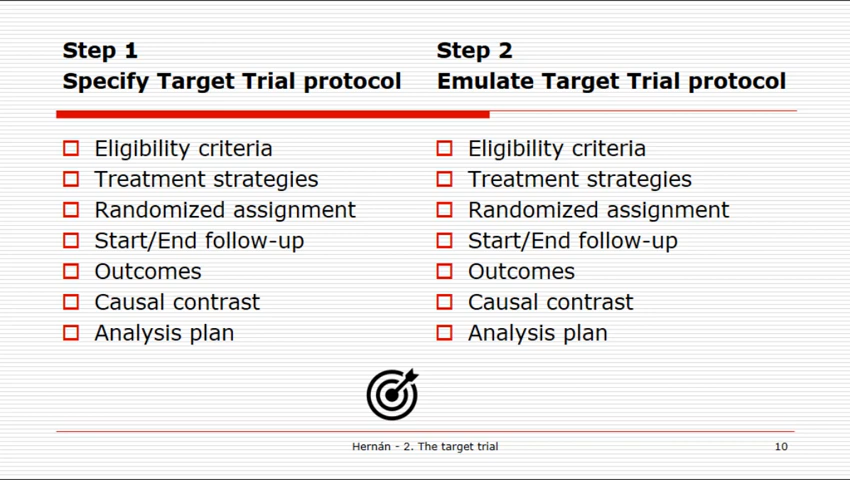 Step 1
Specify Target Trial protocol
Eligibility criteria
Treatment strategies
Randomized assignment
Start/End follow-up
Outcomes
Causal contrast
Analysis plan
Step 2
Emulate Target Trial protocol
Eligibility criteria
Treatment strategies
Randomized assignment
Start/End follow-up
Outcomes
Causal contrast
Analysis plan
Hernán - 2. The target trial
10